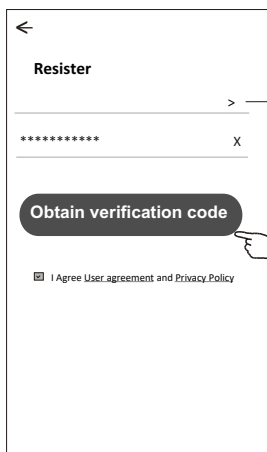 Resister
>
*********** X
Obtain verification code
I Agree User agreement and Privacy Policy